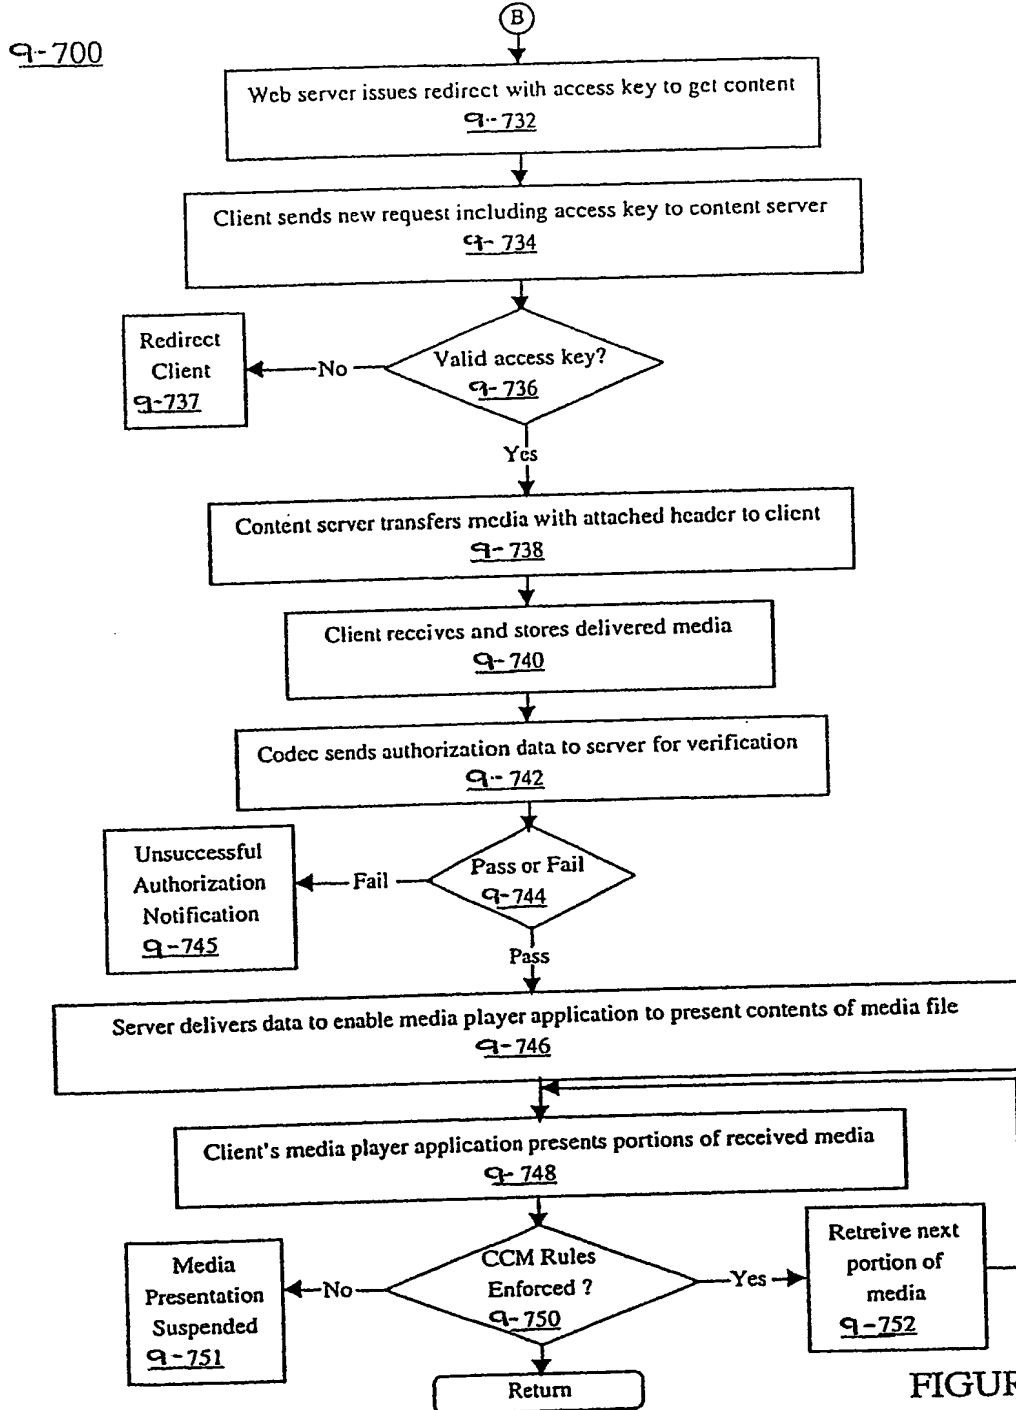 B
9-700
Web server issues redirect with access key to get content
9-732
Client sends new request including access key to content server
9-734
Redirect
Client
9-737
No
Valid access key?
9-736
Yes
Content server transfers media with attached header to client
9-738
Client receives and stores delivered media
9-740
Codec sends authorization data to server for verification
9-742
Unsuccessful
Authorization
Notification
9-745
Fail
Pass or Fail
9-744
Pass
Server delivers data to enable media player application to present contents of media file
9-746
Client's media player application presents portions of received media
9-748
Media
Presentation
Suspended
9-751
No
CCM Rules
Enforced ?
9-750
Yes
Retreive next
portion of
media
9-752
Return
FIGUR